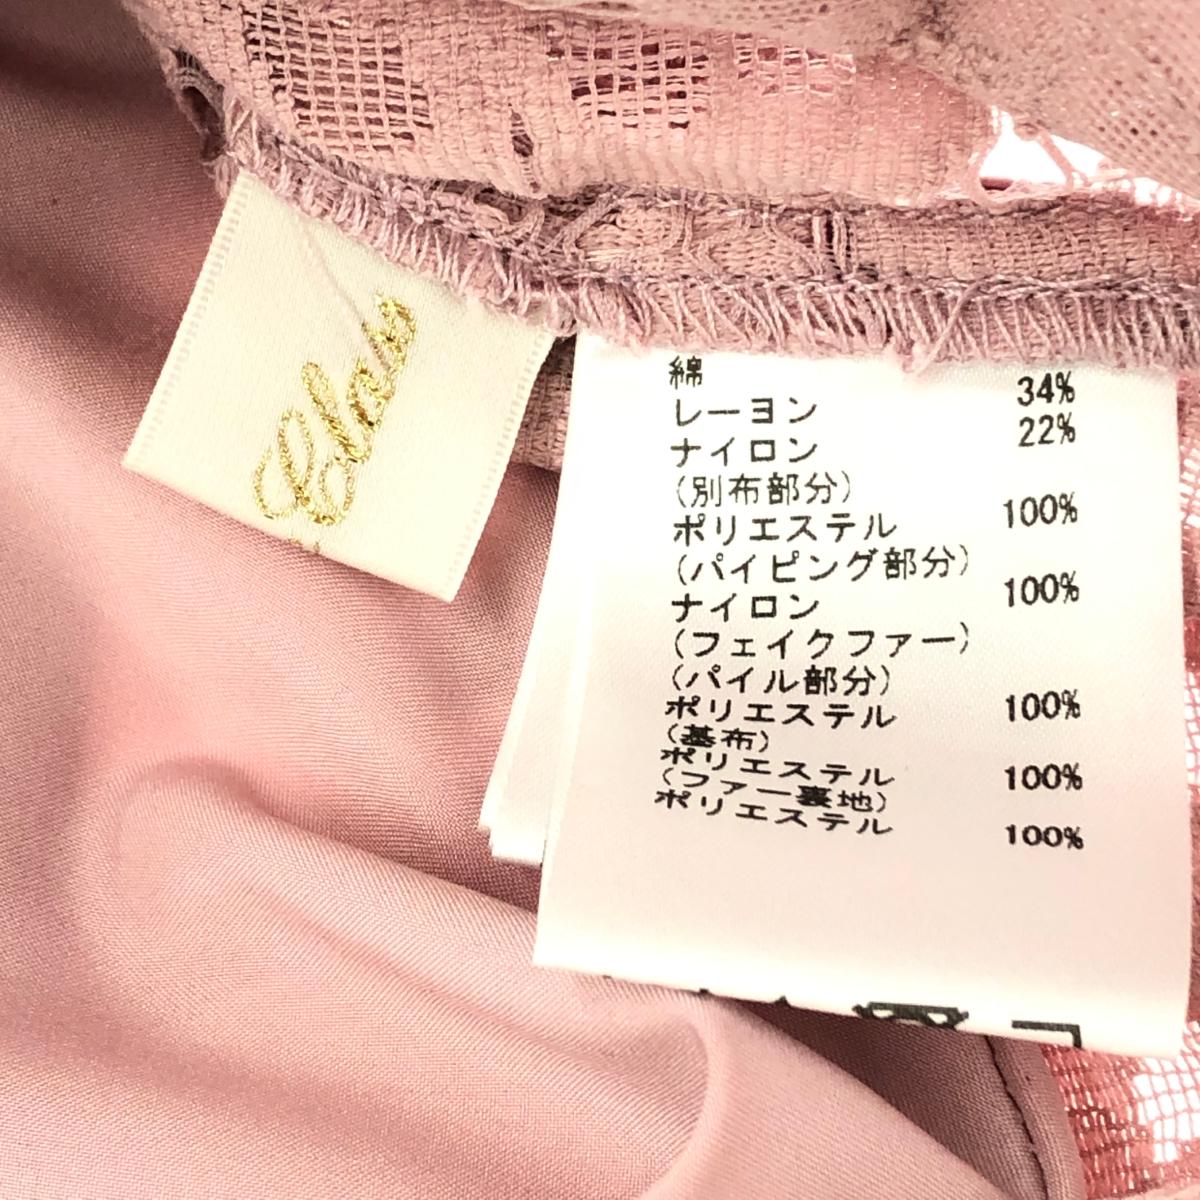 Class
綿
レーヨン 34%
ナイロン 22%
(別布部分)
ポリエステル 100%
(パイピング部分)
ナイロン 100%
(フェイクファー)
(パイル部分)
ポリエステル 100%
(基布)
ポリエステル 100%
(ファー裏地)
ポリエステル 100%